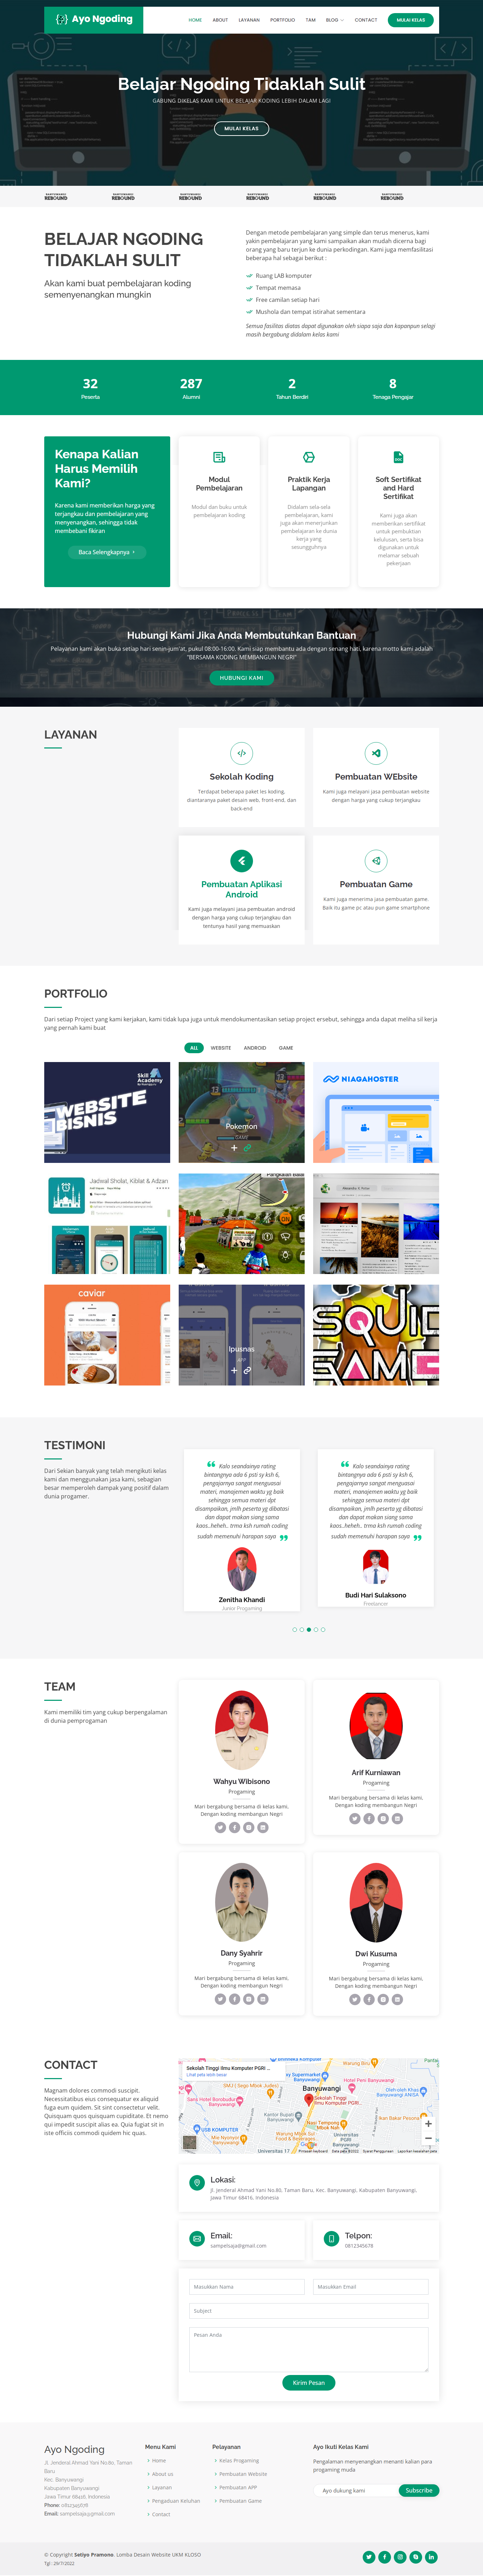 Ayo Ngoding
HOME ABOUT LAYANAN PORTFOLIO TAM BLOG CONTACT MULAI KELAS
Belajar Ngoding Tidaklah Sulit
GABUNG DIKELAS KAMI UNTUK BELAJAR KODING LEBIH DALAM LAGI
MULAI KELAS
REBOUND REBOUND REBOUND REBOUND REBOUND REBOUND
BELAJAR NGODING
TIDAKLAH SULIT
Akan kami buat pembelajaran koding
semenyenangkan mungkin
Dengan metode pembelajaran yang simple dan terus menerus, kami
yakin pembelajaran yang kami sampaikan akan mudah dicerna bagi
orang yang baru terjun ke dunia perkodingan. Kami juga memfasilitasi
beberapa hal sebagai berikut :
Ruang LAB komputer
Tempat memasa
Free camilan setiap hari
Mushola dan tempat istirahat sementara
Semua fasilitas diatas dapat digunakan oleh siapa saja dan kapanpun selagi
masih bergabung didalam kelas kami
32 287 2 8
Peserta Alumni Tahun Berdiri Tenaga Pengajar
Kenapa Kalian
Harus Memilih
Kami?
Karena kami memberikan harga yang
terjangkau dan pembelajaran yang
menyenangkan, sehingga tidak
membebani fikiran
Baca Selengkapnya
Modul
Pembelajaran
Modul dari buku untuk
pembelajaran koding
Praktik Kerja
Lapangan
Didalam sela-sela
pembelajaran, kami
juga akan menerjunkan
pembelajaran ke dunia
kerja yang
sesungguhnya
Soft Sertifikat
and Hard
Sertifikat
Kami juga akan
memberikan sertifikat
untuk pembuktian
kelulusan, serta bisa
digunakan untuk
melamar sebuah
pekerjaan
Hubungi Kami Jika Anda Membutuhkan Bantuan
Pelayanan kami akan buka setiap hari senin-jum'at, pukul 08:00-16:00. Kami siap membantu ada dengan senang hati, karena motto kami adalah
"BERSAMA KODING MEMBANGUN NEGRI"
HUBUNGI KAMI
LAYANAN
Sekolah Koding
Terdapat beberapa paket les koding,
diantaranya paket desain web, front-end, dan
back-end
Pembuatan WEbsite
Kami juga melayani jasa pembuatan website
dengan harga yang cukup terjangkau
Pembuatan Aplikasi
Android
Kami juga melayani jasa pembuatan android
dengan harga yang cukup terjangkau dan
tentunya hasil yang memuaskan
Pembuatan Game
Kami juga menerima jasa pembuatan game.
Baik itu game pc atau pun game smartphone
PORTFOLIO
Dari setiap Project yang kami kerjakan, kami tidak lupa juga untuk mendokumentasikan setiap project ersebut, sehingga anda dapat meliha sil kerja
yang pernah kami buat
ALL WEBSITE ANDROID GAME
Skill
Academy
WEBSITE
BISNIS
Pokemon
GAME
NIAGAHOSTER
Jadwal Sholat, Kiblat & Adzan
Pangkalan Balai
ON
caviar
Ipusnas
APP
SQUID
GAME
TESTIMONI
Dari Sekian banyak yang telah mengikuti kelas
kami dan menggunakan jasa kami, sebagian
besar memperoleh dampak yang possitif dalam
dunia progamer.
Kalo seandainya rating
bintangnya ada 6 pati sy ksh 6,
pengajarnya sangat menguasai
materi, manajemen waktu yg baik
sehingga semua materi dpt
disampaikan, jmlh peserta yg dibatasi
dan dapat makan siang sama
kaos..heheh.. trma ksh rumah coding
sudah memenuhi harapan saya
Zenitha Khandi
Junior Progaming
Kalo seandainya rating
bintangnya ada 6 pati sy ksh 6,
pengajarnya sangat menguasai
materi, manajemen waktu yg baik
sehingga semua materi dpt
disampaikan, jmlh peserta yg dibatasi
dan dapat makan siang sama
kaos..heheh.. trma ksh rumah coding
sudah memenuhi harapan saya
Budi Hari Sulaksono
Freelancer
TEAM
Kami memiliki tim yang cukup berpengalaman
di dunia pemprogaman
Wahyu Wibisono
Progaming
Mari bergabung bersama di kelas kami,
Dengan koding membangun Negri
Arif Kurniawan
Progaming
Mari bergabung bersama di kelas kami,
Dengan koding membangun Negri
Dany Syahrir
Progaming
Mari bergabung bersama di kelas kami,
Dengan koding membangun Negri
Dwi Kusuma
Progaming
Mari bergabung bersama di kelas kami,
Dengan koding membangun Negri
CONTACT
Magnam dolores commodi suscipit.
Necessitatibus eius consequatur ex aliquid
fuga eum quidem. Sit sint consectetur velit.
Quisquam quos quisquam cupiditate. Et nemo
qui impedit suscipit alias ea. Quia fugiat sit in
iste officiis commodi quidem hic quas.
Sekolah Tinggi Ilmu Komputer PGRI ...
Lihat peta lebih besar
Banyuwangi
Lokasi:
Jl. Jenderal Ahmad Yani No.80, Taman Baru, Kec. Banyuwangi, Kabupaten Banyuwangi,
Jawa Timur 68416, Indonesia
Email:
sampelsaja@gmail.com
Telpon:
0812345678
Masukkan Nama Masukkan Email
Subject
Pesan Anda
Kirim Pesan
Ayo Ngoding
Jl. Jenderal Ahmad Yani No.80, Taman
Baru
Kec. Banyuwangi
Kabupaten Banyuwangi
Jawa Timur 68416, Indonesia
Phone: 0812345678
Email: sampelsaja@gmail.com
Menu Kami
Home
About us
Layanan
Pengaduan Keluhan
Contact
Pelayanan
Kelas Progaming
Pembuatan Website
Pembuatan APP
Pembuatan Game
Ayo Ikuti Kelas Kami
Pengalaman menyenangkan menanti kalian para
progaming muda
Ayo dukung kami Subscribe
© Copyright Setiyo Pramono. Lomba Desain Website UKM KLOSO
Tgl : 29/7/2022